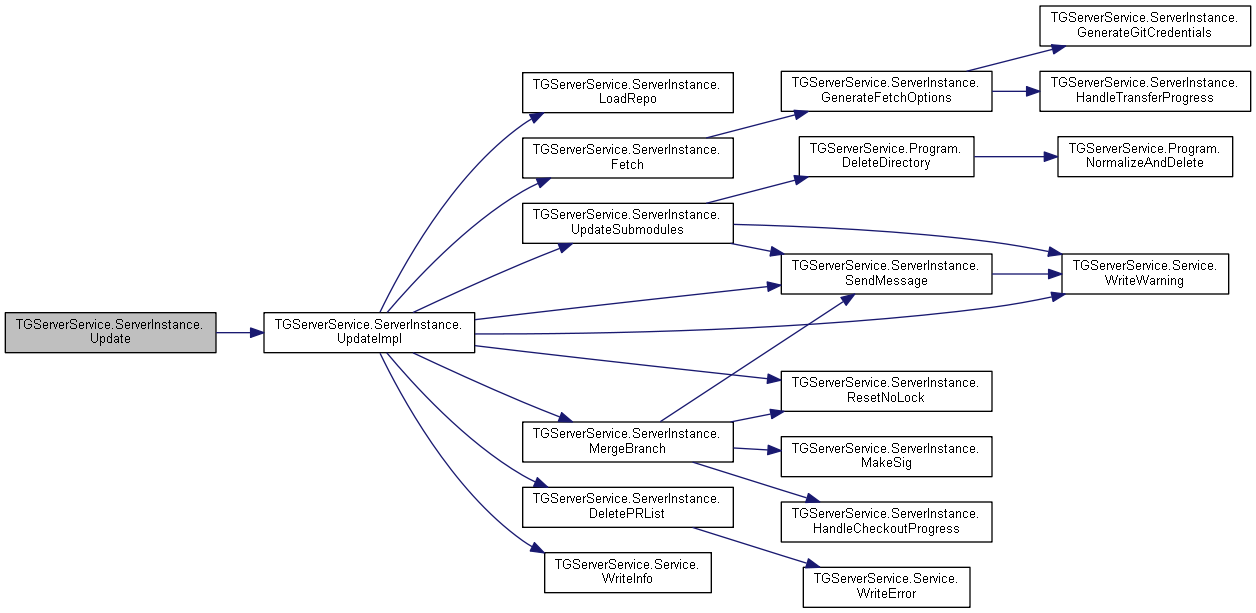 TGServerService.ServerInstance.
Update
TGServerService.ServerInstance.
UpdateImpl
TGServerService.ServerInstance.
LoadRepo
TGServerService.ServerInstance.
Fetch
TGServerService.ServerInstance.
UpdateSubmodules
TGServerService.ServerInstance.
MergeBranch
TGServerService.ServerInstance.
DeletePRList
TGServerService.Service.
WriteInfo
TGServerService.ServerInstance.
GenerateFetchOptions
TGServerService.Program.
DeleteDirectory
TGServerService.ServerInstance.
SendMessage
TGServerService.ServerInstance.
ResetNoLock
TGServerService.ServerInstance.
MakeSig
TGServerService.ServerInstance.
HandleCheckoutProgress
TGServerService.Service.
WriteError
TGServerService.ServerInstance.
GenerateGitCredentials
TGServerService.ServerInstance.
HandleTransferProgress
TGServerService.Program.
NormalizeAndDelete
TGServerService.Service.
WriteWarning